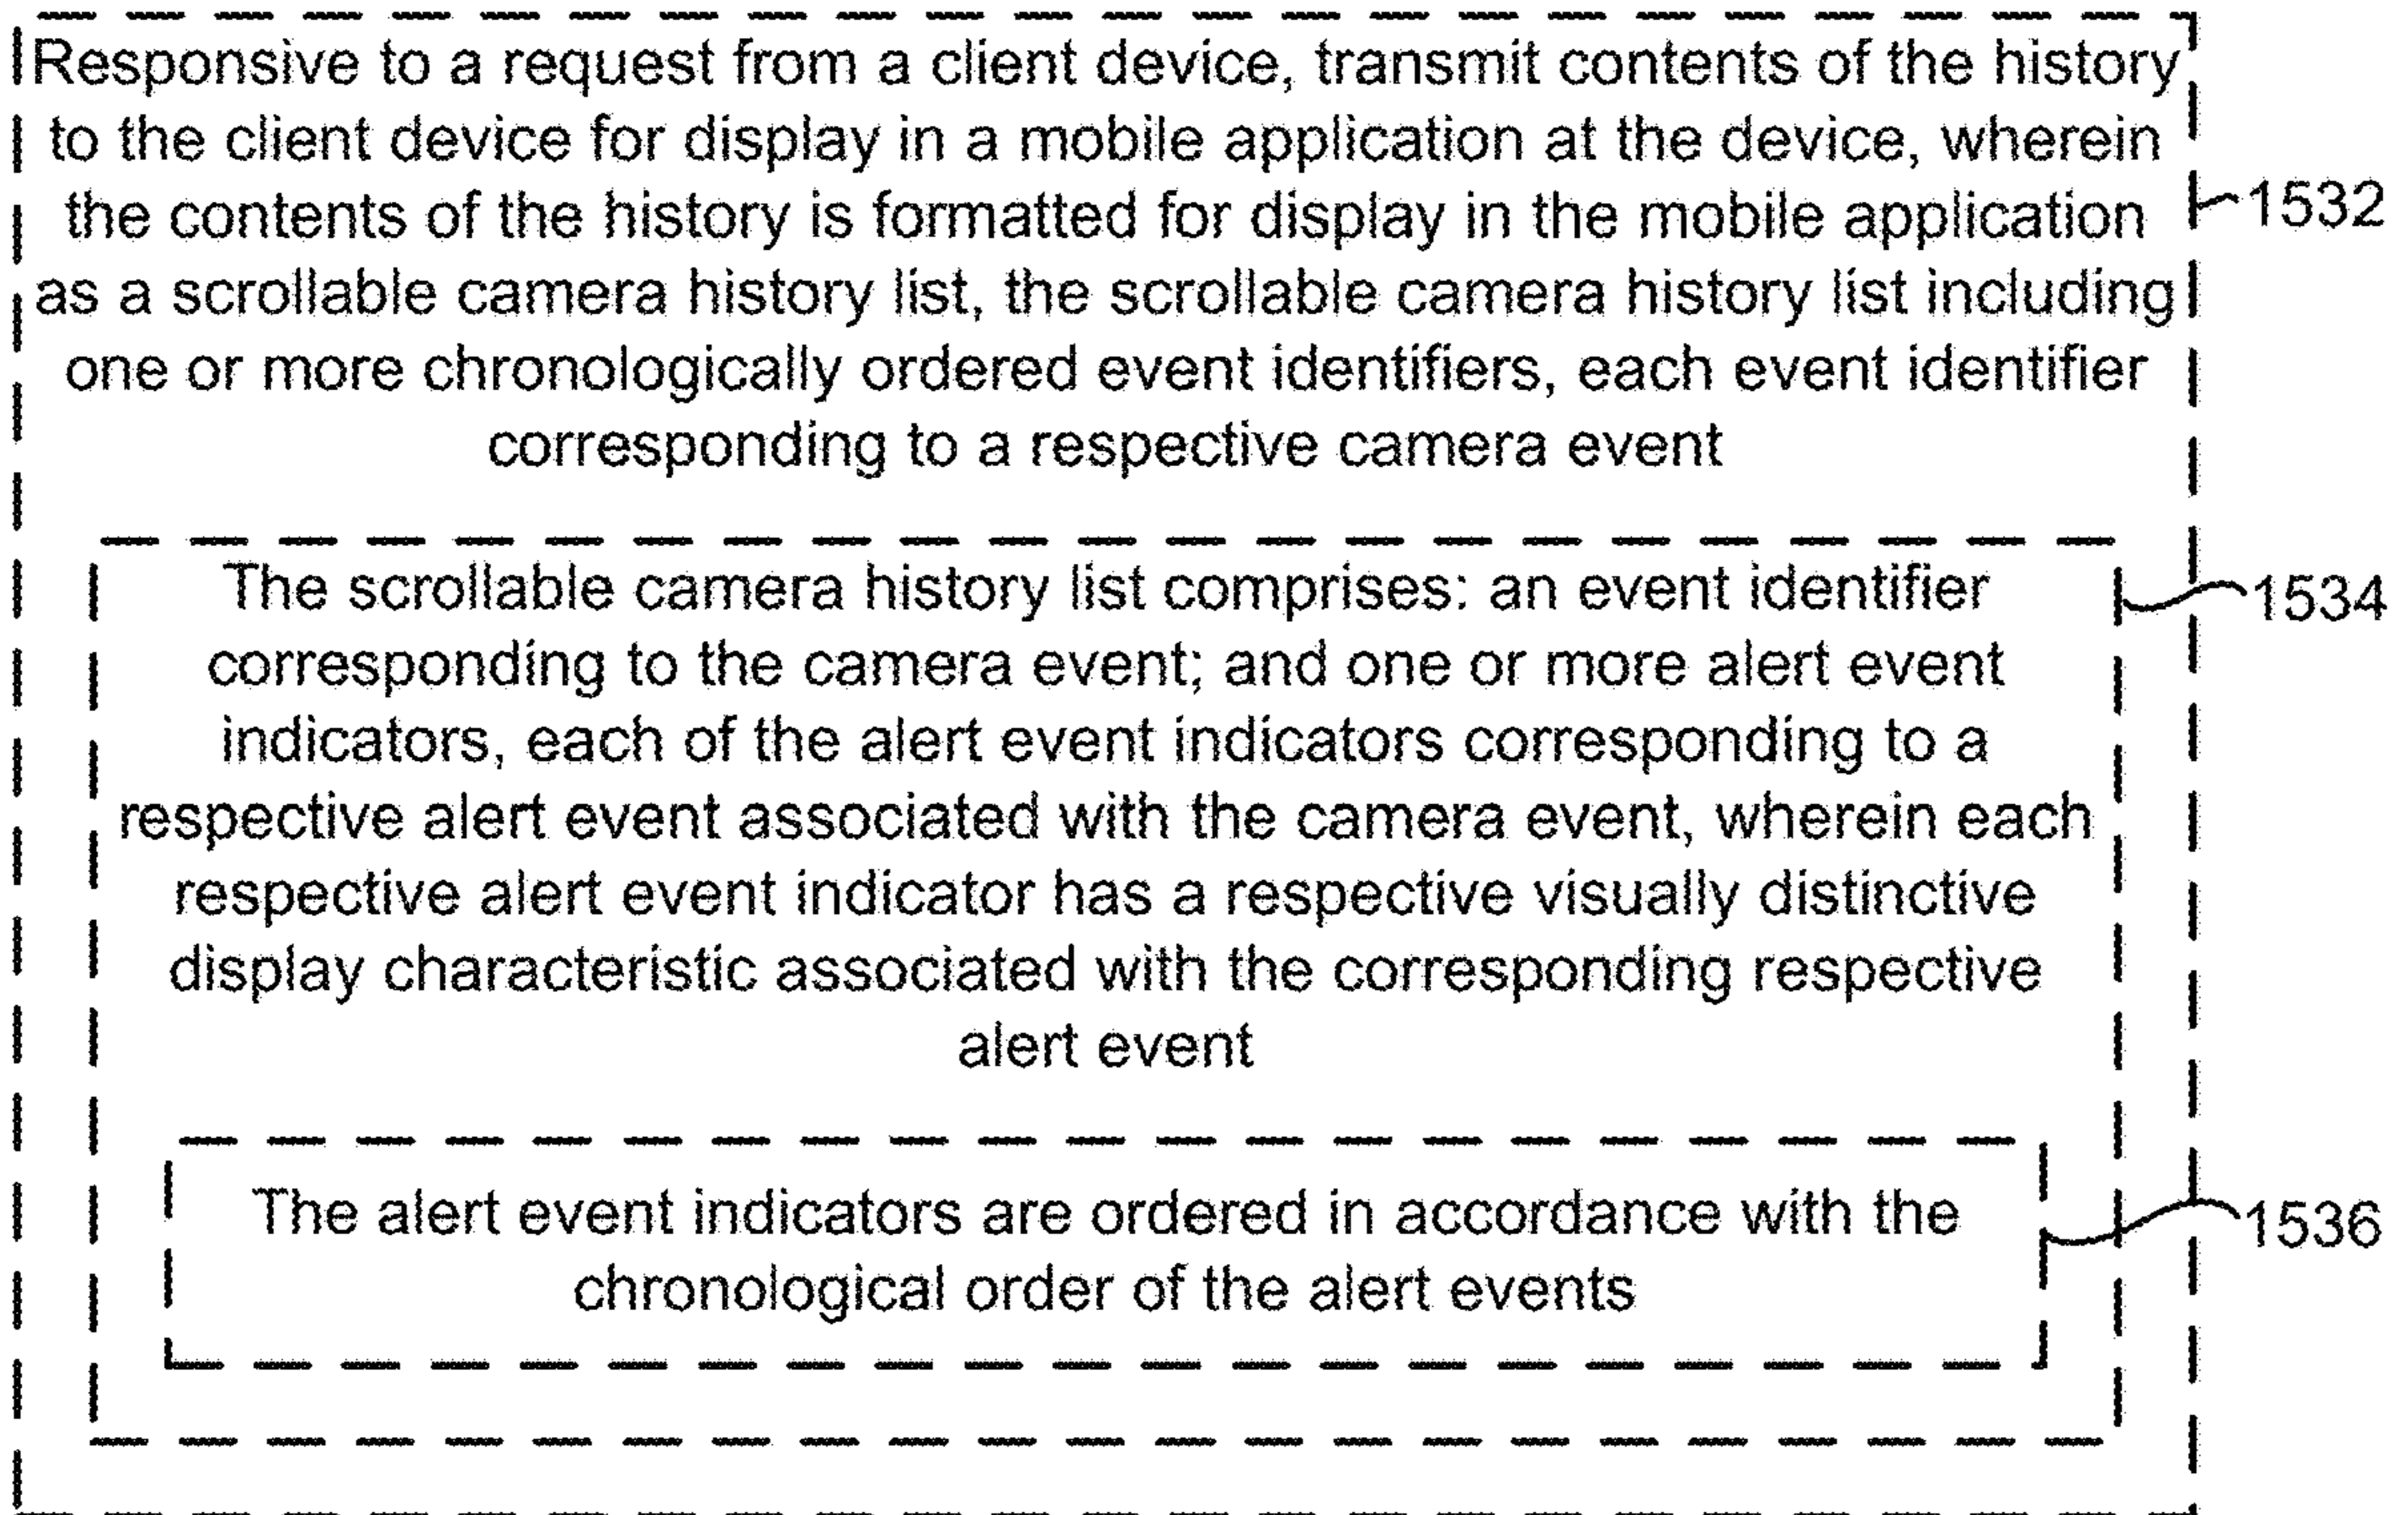 Responsive to a request from a client device, transmit contents of the history
to the client device for display in a mobile application at the device, wherein
the contents of the history is formatted for display in the mobile application
1532
as a scrollable camera history list, the scrollable camera history list including
one or more chronologically ordered event identifiers, each event identifier
corresponding to a respective camera event
The scrollable camera history list comprises: an event identifier
1534
corresponding to the camera event; and one or more alert event
indicators, each of the alert event indicators corresponding to a
respective alert event associated with the camera event, wherein each
respective alert event indicator has a respective visually distinctive
display characteristic associated with the corresponding respective
alert event
The alert event indicators are ordered in accordance with the
1536
chronological order of the alert events